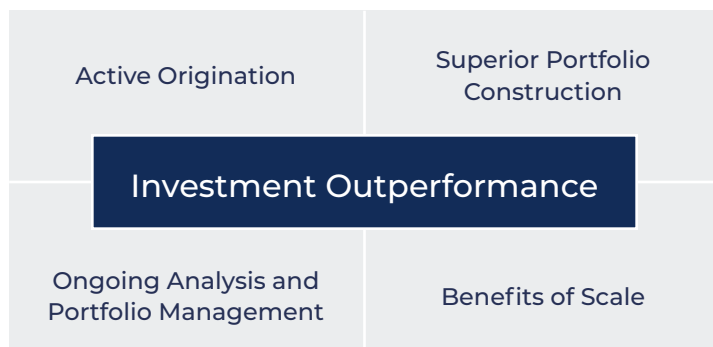 Active Origination
Superior Portfolio
Construction
Investment Outperformance
Ongoing Analysis and
Portfolio Management
Benefits of Scale